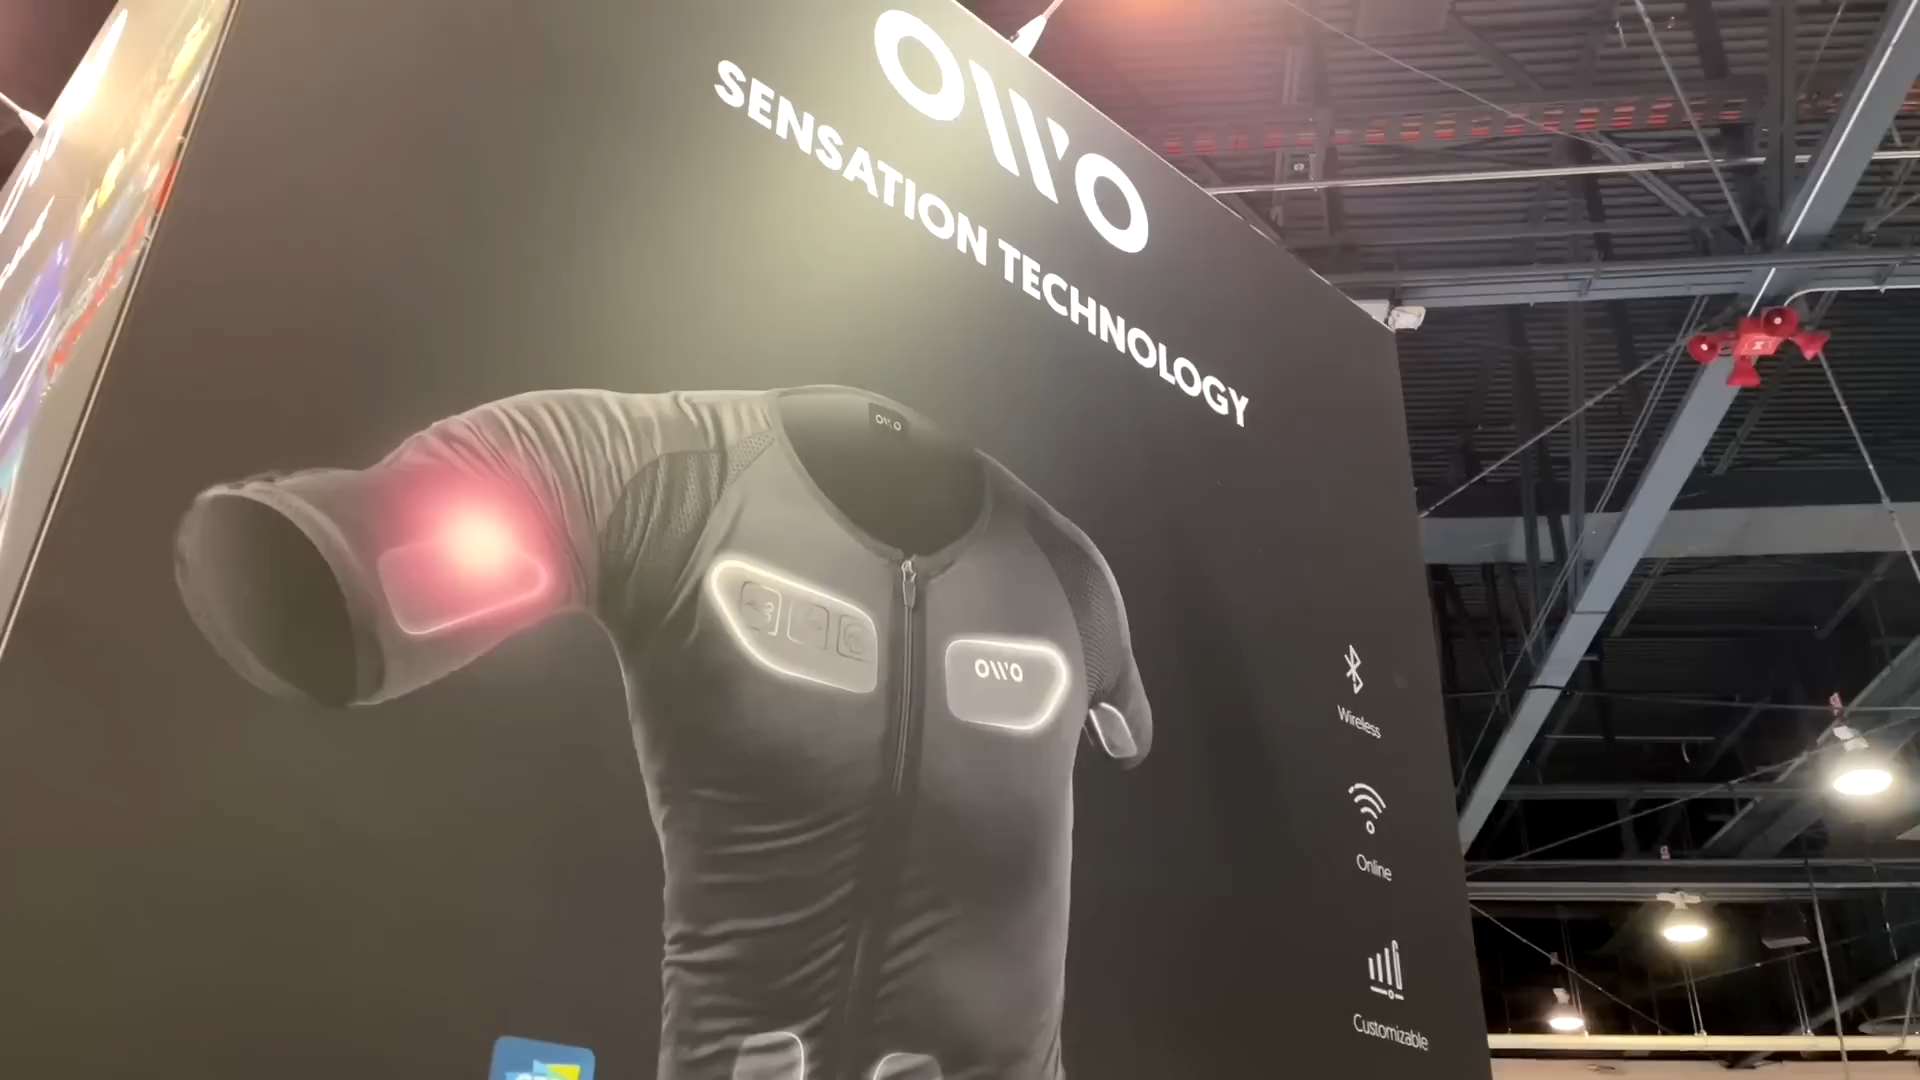 OWO
SENSATION TECHNOLOGY
OWO
OWO
Wireless
Online
Customizable